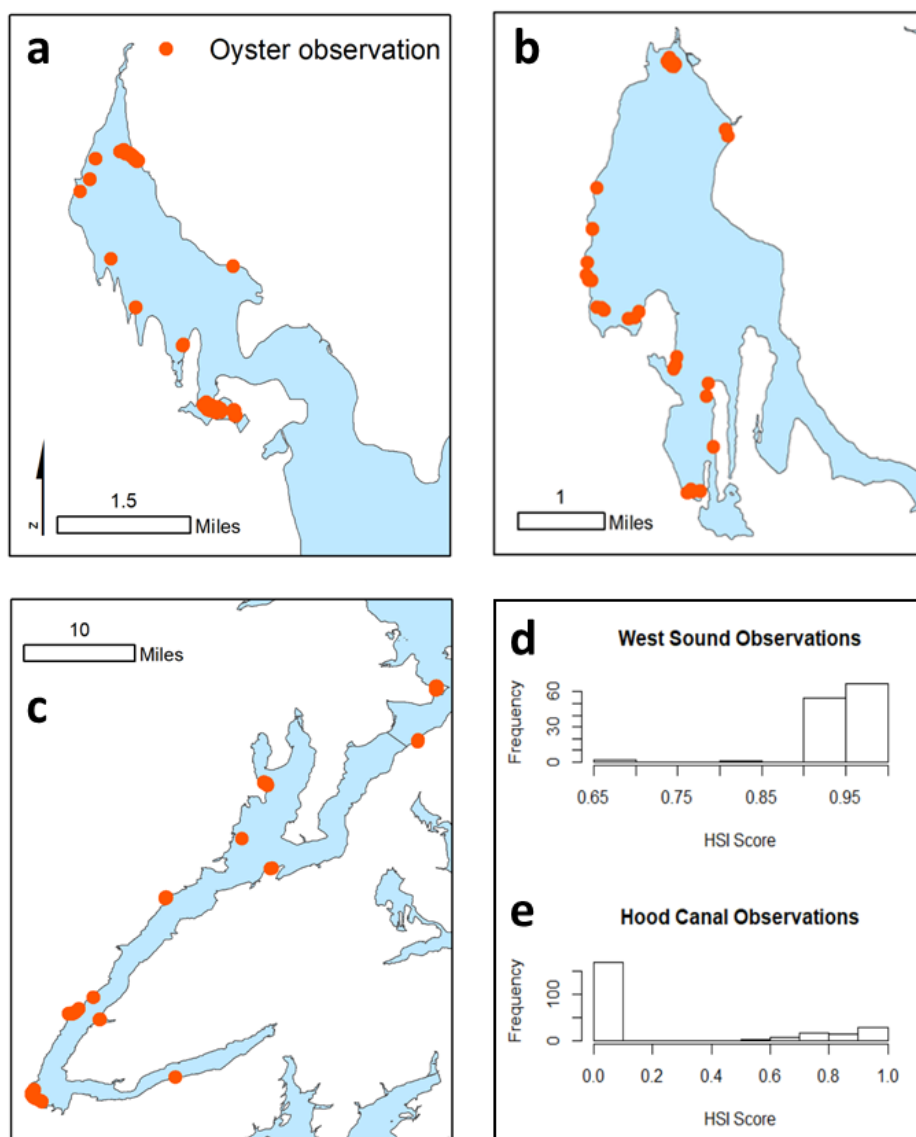 a
Oyster observation
1.5
Miles
z
b
1
Miles
10
Miles
c
d
West Sound Observations
Frequency
60
30
0
0.65 0.75 0.85 0.95
HSI Score
e
Hood Canal Observations
Frequency
100
0
0.0 0.2 0.4 0.6 0.8 1.0
HSI Score